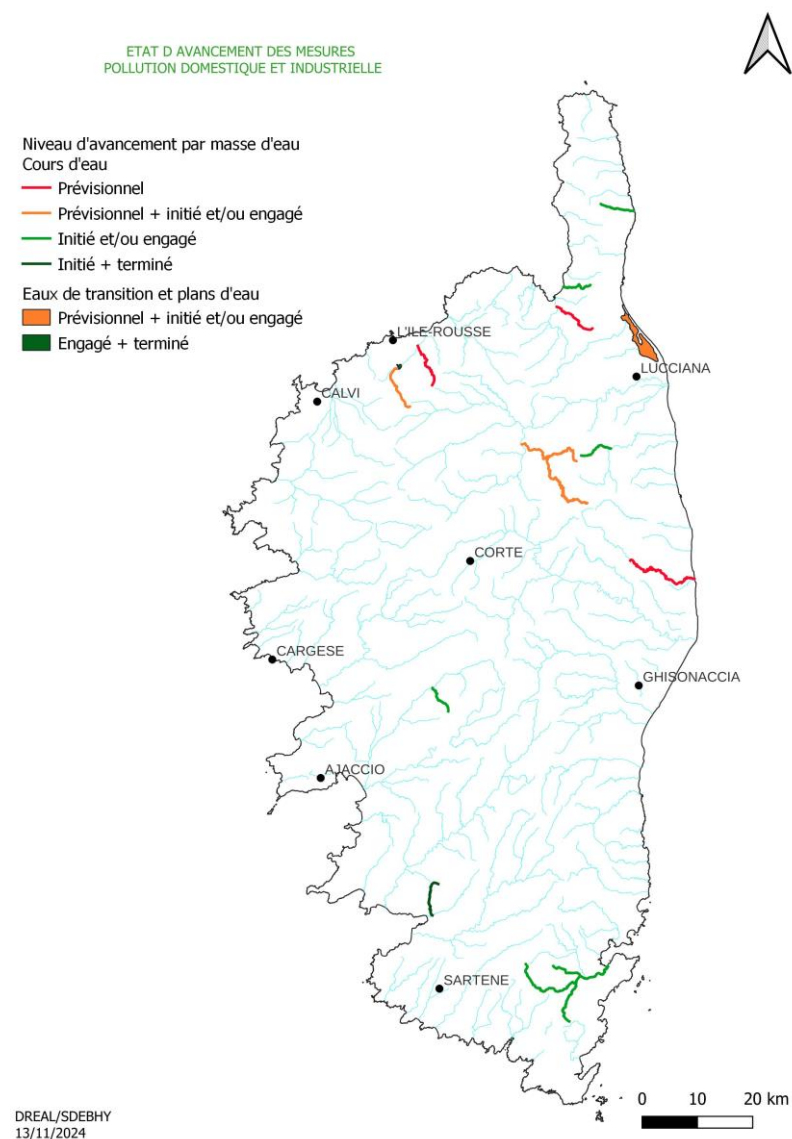 ETAT D AVANCEMENT DES MESURES
POLLUTION DOMESTIQUE ET INDUSTRIELLE
Niveau d'avancement par masse d'eau
Cours d'eau
Prévisionnel
Prévisionnel + initié et/ou engagé
Initié et/ou engagé
Initié + terminé
Eaux de transition et plans d'eau
Prévisionnel + initié et/ou engagé
Engagé + terminé
L'ILE-ROUSSE
LUCCIANA
CALVI
CORTE
CARGESE
GHISONACCIA
AJACCIO
SARTENE
0 10 20 km
DREAL/SDEBHY
13/11/2024